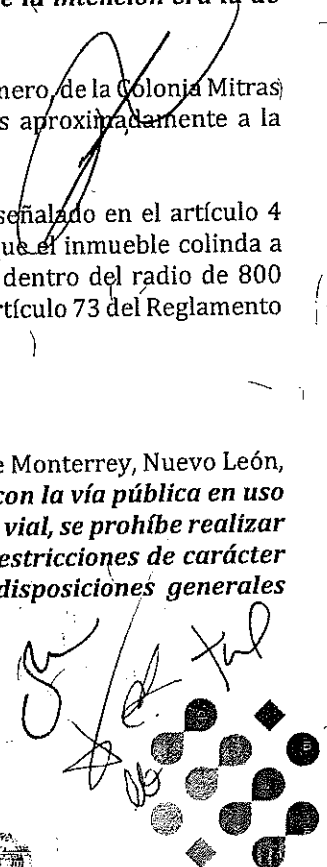 e la intención era la de
nero, de la Colonia Mitras
s aproximadamente a la
señalado en el artículo 4
que el inmueble colinda a
dentro del radio de 800
rtículo 73 del Reglamento
e Monterrey, Nuevo León,
con la vía pública en uso
vial, se prohíbe realizar
estricciones de carácter
disposiciones generales